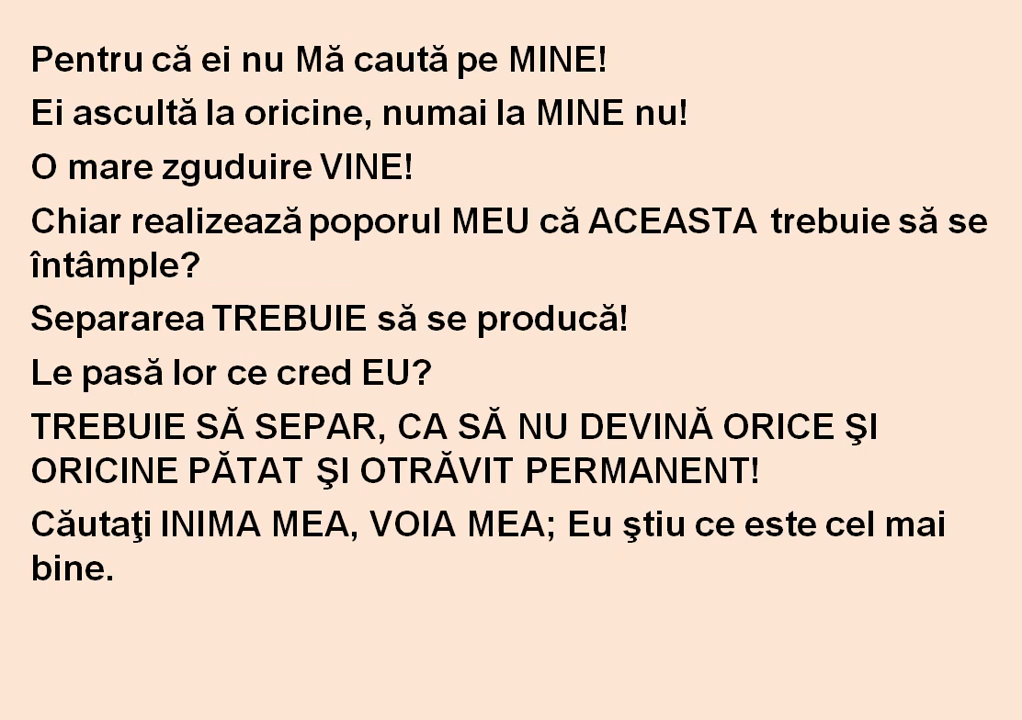 Pentru că ei nu Mă caută pe MINE!
Ei ascultă la oricine, numai la MINE nu!
O mare zguduire VINE!
Chiar realizează poporul MEU că ACEASTA trebuie să se
întâmple?
Separarea TREBUIE să se producă!
Le pasă lor ce cred EU?
TREBUIE SĂ SEPAR, CA SĂ NU DEVINĂ ORICE ŞI
ORICINE PĂTAT ŞI OTRĂVIT PERMANENT!
Căutaţi INIMA MEA, VOIA MEA; Eu ştiu ce este cel mai
bine.